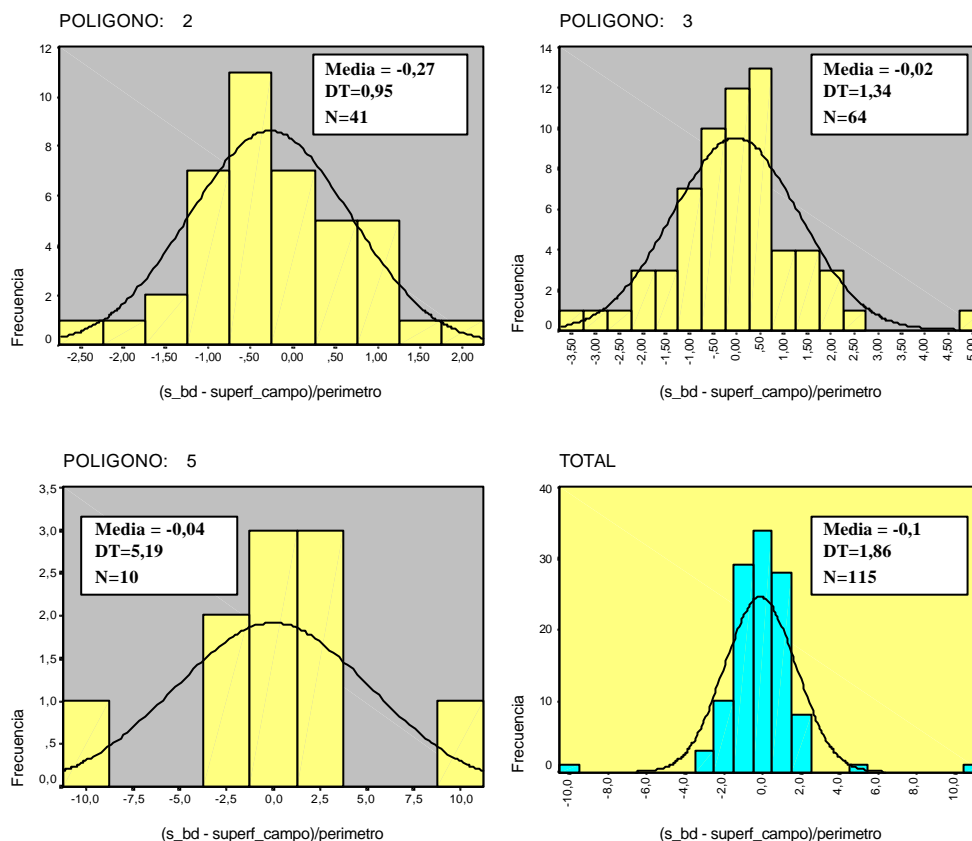 POLIGONO: 2
12
10
8
6
4
2
0
Frecuencia
Media = -0,27
DT=0,95
N=41
-2,50 -2,00 -1,50 -1,00 -,50 0,00 ,50 1,00 1,50 2,00
(s_bd - superf_campo)/perimetro
POLIGONO: 3
14
12
10
8
6
4
2
0
Frecuencia
Media = -0,02
DT=1,34
N=64
-3,50 -3,00 -2,50 -2,00 -1,50 -1,00 -,50 0,00 ,50 1,00 1,50 2,00 2,50 3,00 3,50 4,00 4,50 5,00
(s_bd - superf_campo)/perimetro
POLIGONO: 5
3,5
3,0
2,5
2,0
1,5
1,0
,5
0,0
Frecuencia
Media = -0,04
DT=5,19
N=10
-10,0 -7,5 -5,0 -2,5 0,0 2,5 5,0 7,5 10,0
(s_bd - superf_campo)/perimetro
TOTAL
40
30
20
10
0
Frecuencia
Media = -0,1
DT=1,86
N=115
-10,0 -8,0 -6,0 -4,0 -2,0 0,0 2,0 4,0 6,0 8,0 10,0
(s_bd - superf_campo)/perimetro